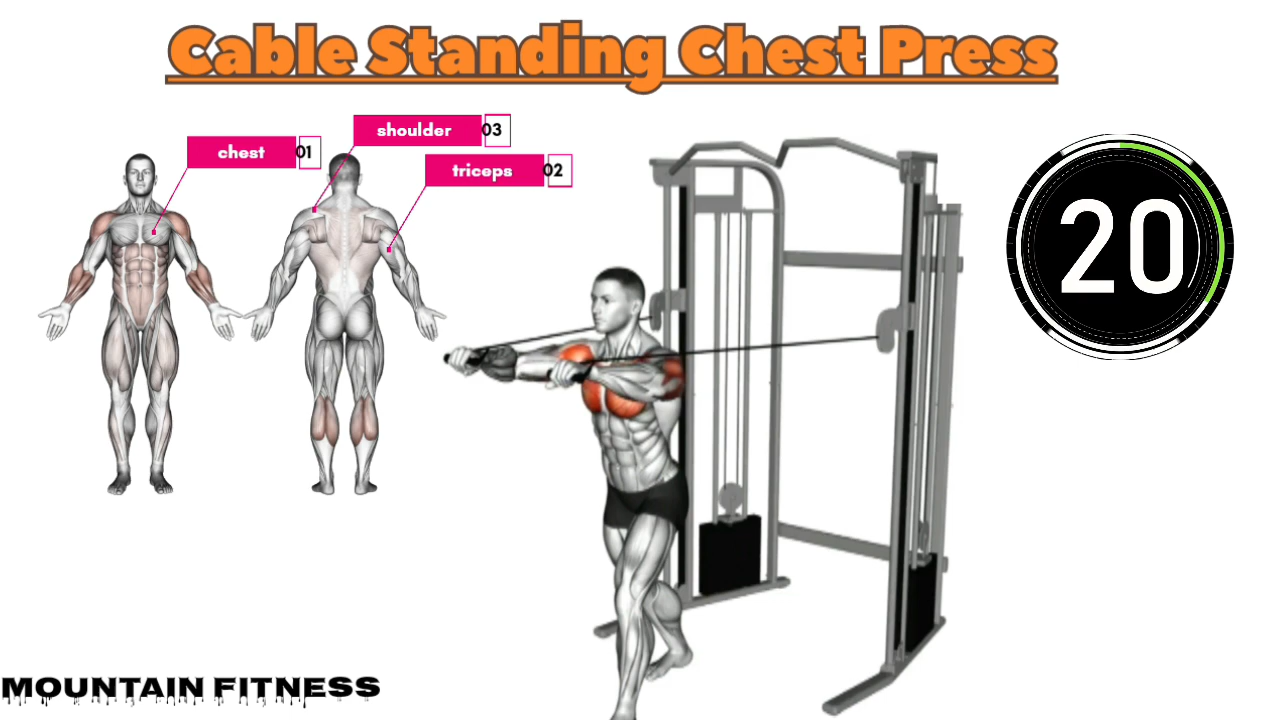 Cable Standing Chest Press
shoulder 03
chest 01
triceps 02
20
MOUNTAIN FITNESS